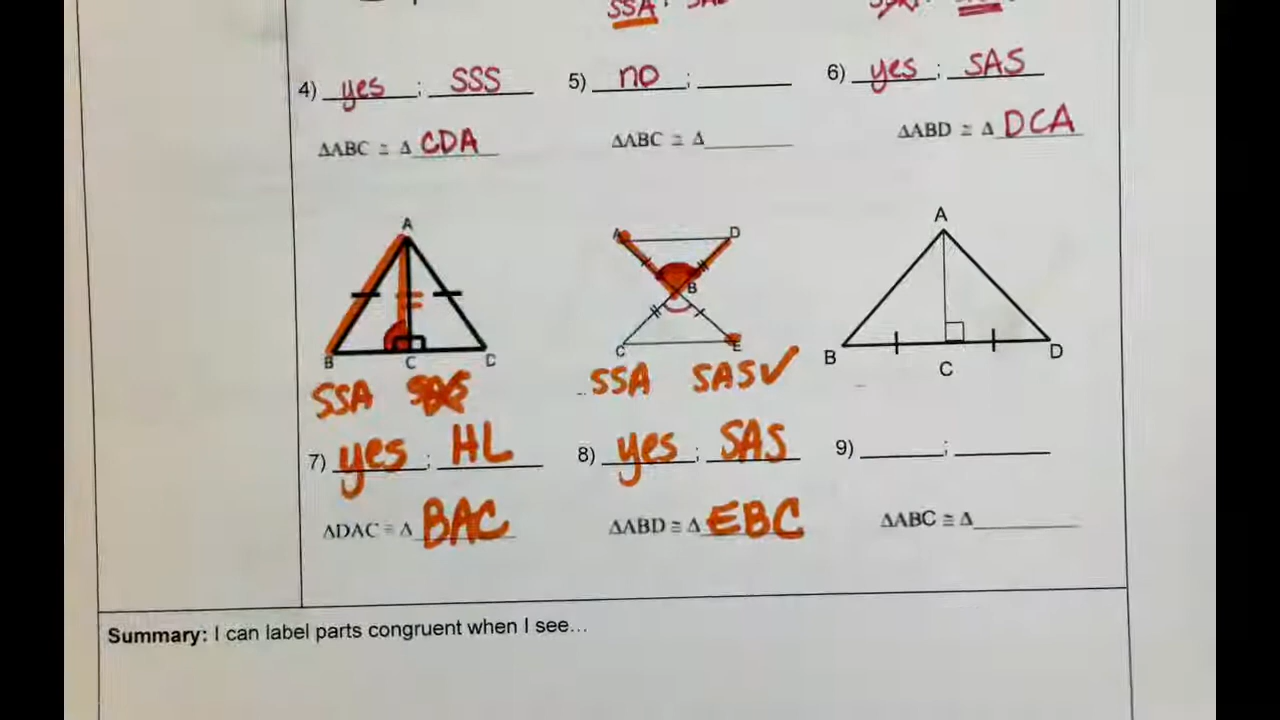 SSA
4) yes ; SSS
5) no ;
6) yes ; SAS
ΔABC ≅ Δ CDA
ΔABC ≅ Δ
ΔABD ≅ Δ DCA
A
B
C
D
A
D
B
C
E
A
B
C
D
SSA
SSA SAS✓
7) yes ; HL
8) yes ; SAS
9) ;
ΔDAC ≅ Δ BAC
ΔABD ≅ Δ EBC
ΔABC ≅ Δ
Summary: I can label parts congruent when I see...